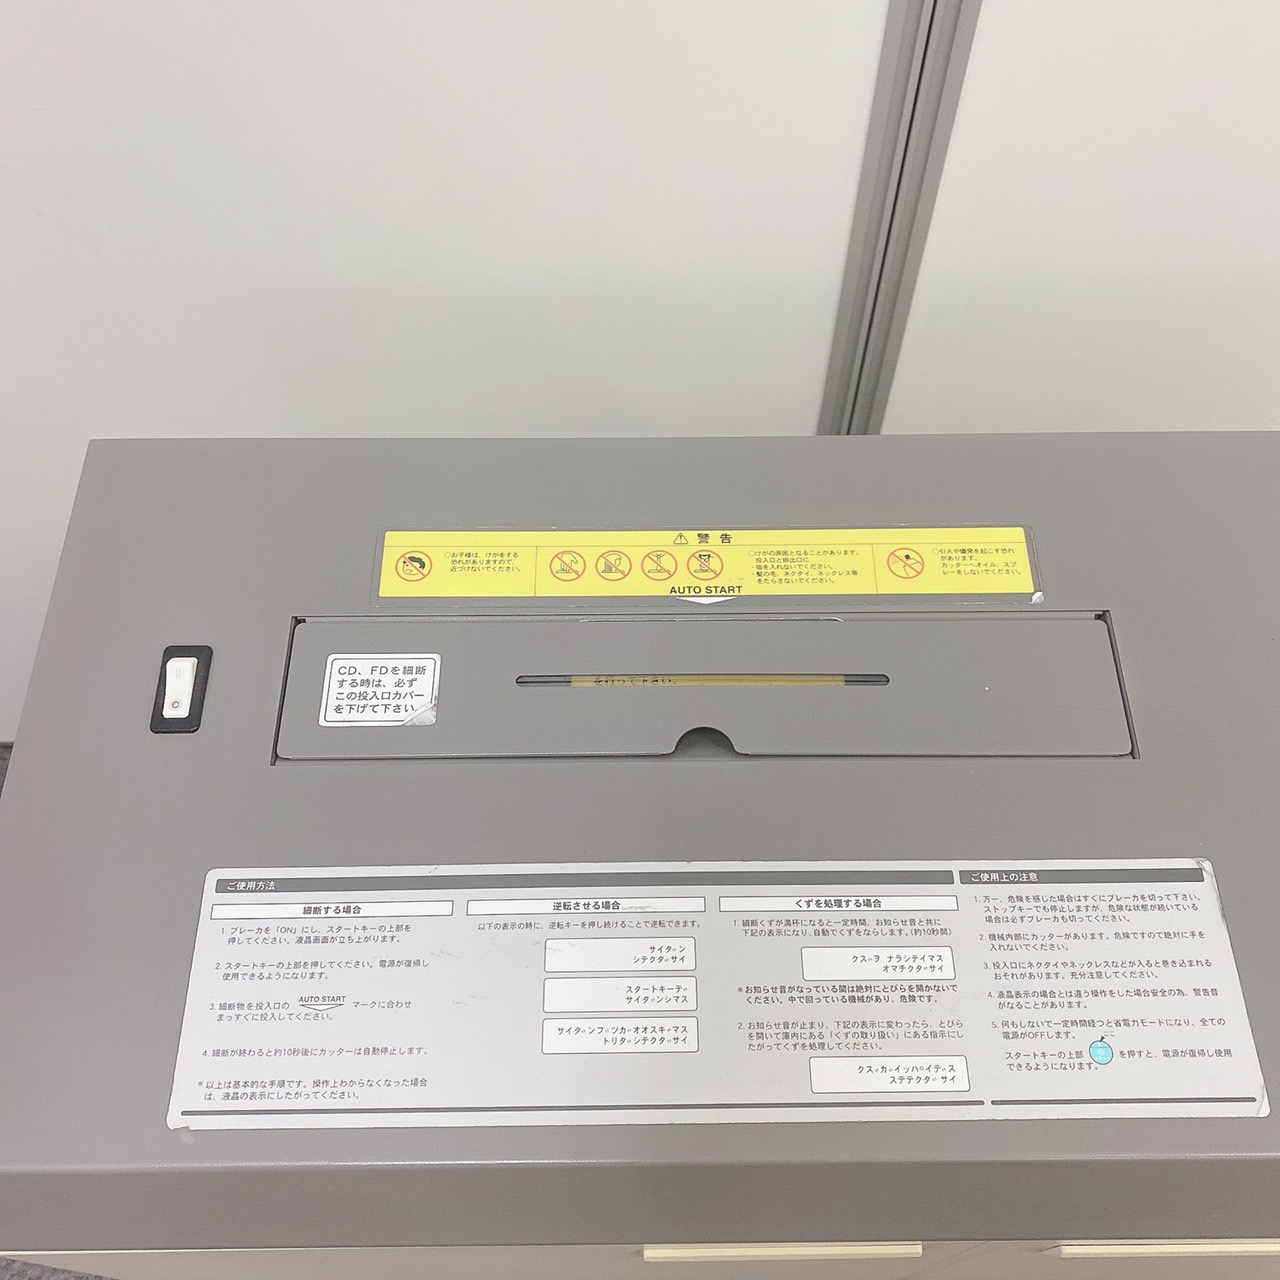 警告
○お子様は、けがをする
恐れがありますので、
近づけないでください。
○けがの原因となることがあります。
投入口と排出口に
・指を入れないでください。
・髪の毛、ネクタイ、ネックレス等
をたらさないでください。
○引火や爆発を起こす恐れ
があります。
カッターへオイル、スプ
レーをしないでください。
AUTO START
CD、FDを細断
する時は、必ず
この投入口カバー
を下げて下さい。
を行って下さい。
ご使用方法
細断する場合
1. ブレーカを「ON」にし、スタートキーの上部を
押してください。液晶画面が立ち上がります。
2. スタートキーの上部を押してください。電源が復帰し
使用できるようになります。
3. 細断物を投入口の AUTO START マークに合わせ
まっすぐに投入してください。
4. 細断が終わると約10秒後にカッターは自動停止します。
*以上は基本的な手順です。操作上わからなくなった場合
は、液晶の表示にしたがってください。
逆転させる場合
以下の表示の時に、逆転キーを押し続けることで逆転できます。
サイダン
シテクダサイ
スタートキーデ
サイダンシマス
サイダンブツガオオスギマス
トリダシテクダサイ
くずを処理する場合
1. 細断くずが満杯になると一定時間、お知らせ音と共に
下記の表示になり、自動でくずをならします。(約10秒間)
クズヲ ナラシテイマス
オマチクダサイ
*お知らせ音がなっている間は絶対にとびらを開かないで
ください。中で回っている機械があり、危険です。
2. お知らせ音が止まり、下記の表示に変わったら、とびら
を開いて庫内にある「くずの取り扱い」にある指示にし
たがってくずを処理してください。
クズガイッパイデス
ステテクダサイ
ご使用上の注意
1. 万一、危険を感じた場合はすぐにブレーカを切って下さい。
ストップキーでも停止しますが、危険な状態が続いている
場合は必ずブレーカも切ってください。
2. 機械内部にカッターがあります。危険ですので絶対に手を
入れないでください。
3. 投入口にネクタイやネックレスなどが入ると巻き込まれる
おそれがあります。充分注意してください。
4. 液晶表示の場合とは違う操作をした場合安全の為、警告音
がなることがあります。
5. 何もしないで一定時間経つと省電力モードになり、全ての
電源がOFFします。
ここ
スタートキーの上部 を押すと、電源が復帰し使用
できるようになります。